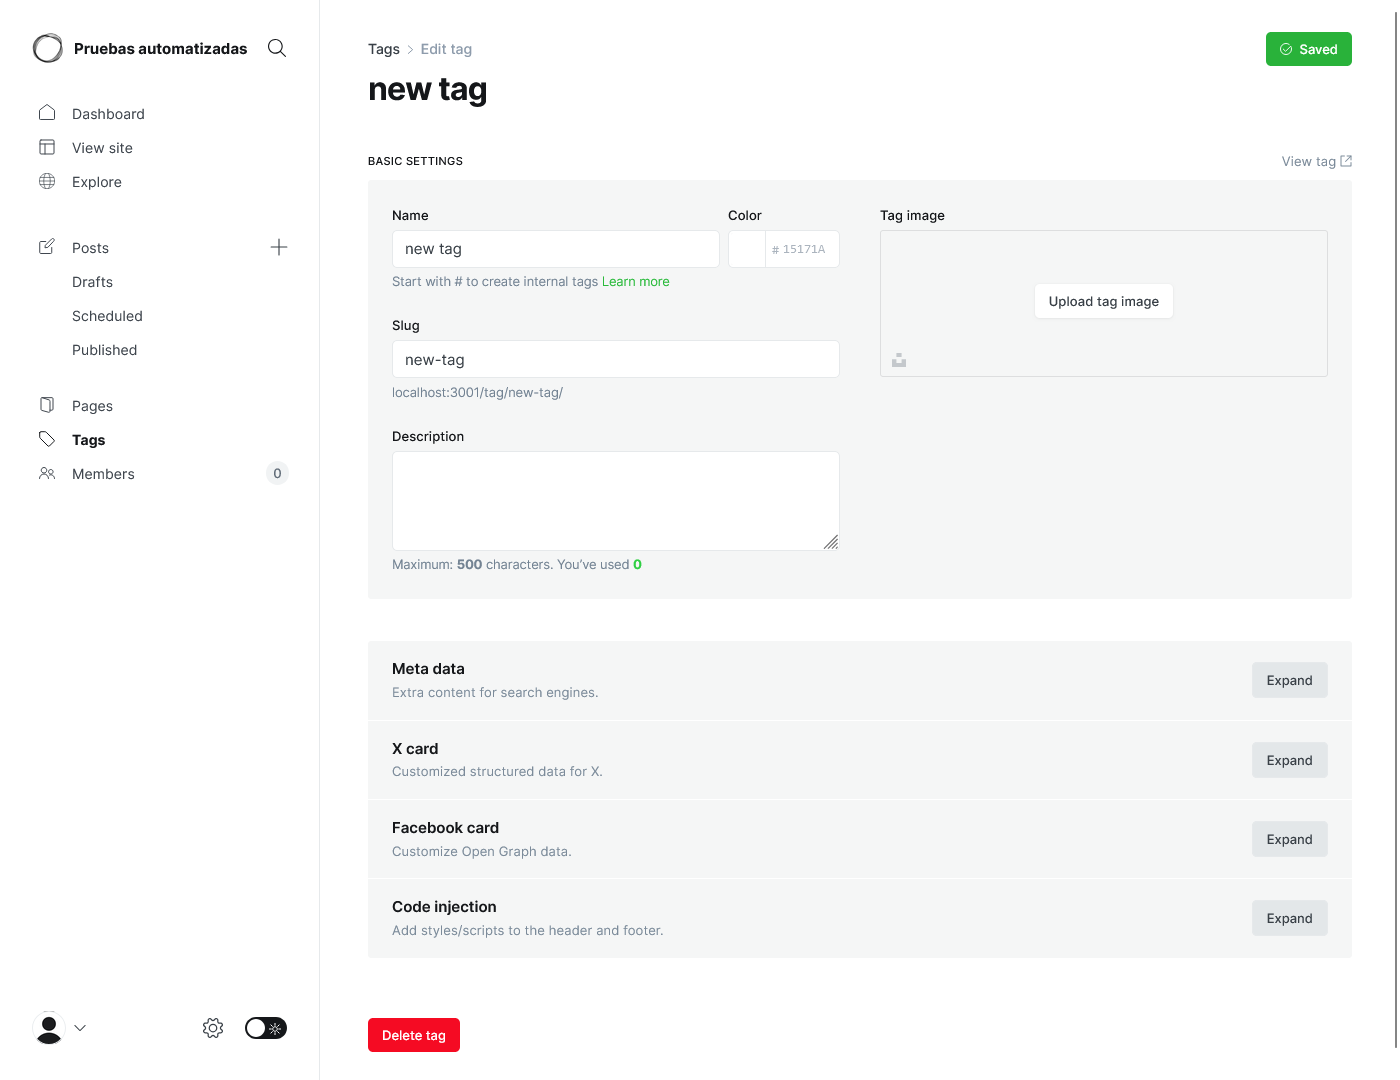 Pruebas automatizadas
Dashboard
View site
Explore
Posts
Drafts
Scheduled
Published
Pages
Tags
Members
0
Tags > Edit tag
Saved
new tag
BASIC SETTINGS
View tag
Name
new tag
Start with # to create internal tags Learn more
Color
# 15171A
Slug
new-tag
localhost:3001/tag/new-tag/
Description
Maximum: 500 characters. You’ve used 0
Tag image
Upload tag image
Meta data
Extra content for search engines.
Expand
X card
Customized structured data for X.
Expand
Facebook card
Customize Open Graph data.
Expand
Code injection
Add styles/scripts to the header and footer.
Expand
Delete tag